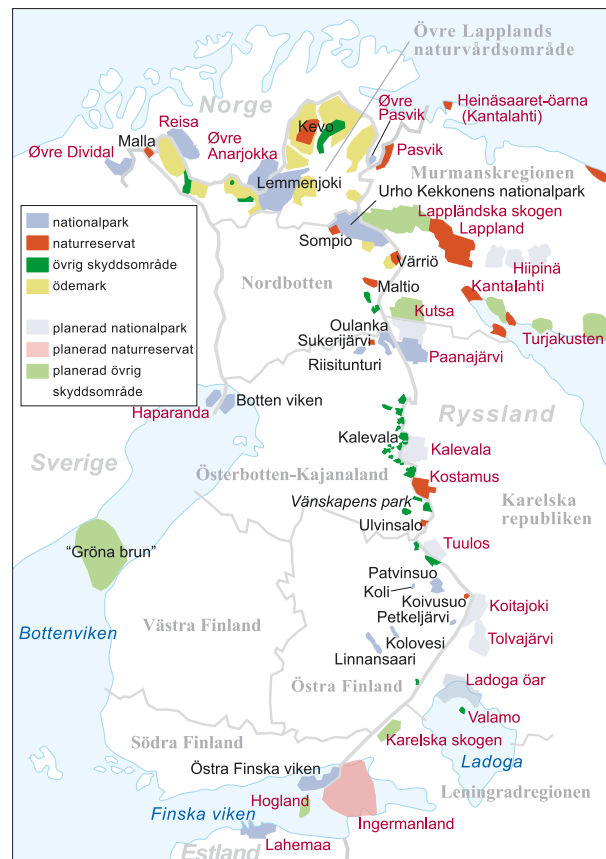 Övre Lapplands
naturvårdsområde
Norge
Reisa
Malla
Øvre Dividal
Øvre
Anarjokka
Kevo
Øvre
Pasvik
Heinäsaaret-öarna
(Kantalahti)
Pasvik
Murmanskregionen
Lemmenjoki
Urho Kekkonens nationalpark
Lappländska skogen
Lappland
Sompio
Värriö
Hiipinä
Nordbotten
Maltio
Kantalahti
Kutsa
Oulanka
Sukerijärvi
Riisitunturi
Turjakusten
Paanajärvi
nationalpark
naturreservat
övrig skyddsområde
ödemark
planerad nationalpark
planerad naturreservat
planerad övrig
skyddsområde
Haparanda
Botten viken
Ryssland
Kalevala
Kalevala
Sverige
Österbotten-Kajanaland
Kostamus
Vänskapens park
Karelska
republiken
Ulvinsalo
"Gröna brun"
Tuulos
Patvinsuo
Koli
Koivusuo
Koitajoki
Petkeljärvi
Bottenviken
Västra Finland
Kolovesi
Tolvajärvi
Linnansaari
Östra Finland
Ladoga öar
Valamo
Södra Finland
Karelska skogen
Östra Finska viken
Ladoga
Leningradregionen
Hogland
Finska viken
Ingermanland
Lahemaa
Estland